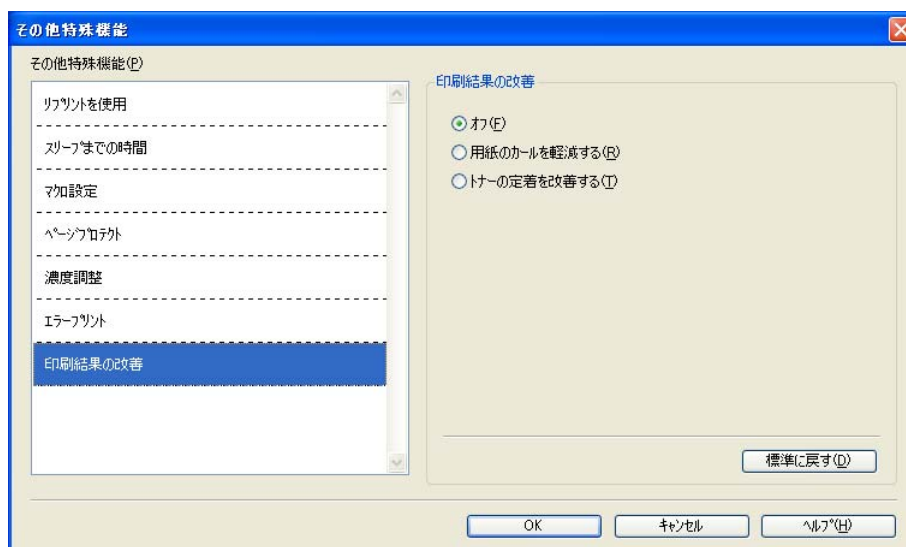 その他特殊機能
その他特殊機能(P)
リプリントを使用
スリープまでの時間
マクロ設定
ページプロテクト
濃度調整
エラープリント
印刷結果の改善
印刷結果の改善
オフ(F)
用紙のカールを軽減する(R)
トナーの定着を改善する(T)
標準に戻す(D)
OK キャンセル ヘルプ(H)